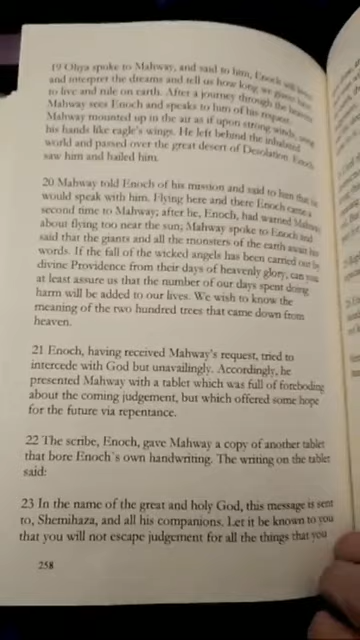 19 Ohya spoke to Mahway, and said to him, Enoch will
and interpret the dreams and tell us how long we giants have
to live and rule on earth. After a journey through the heavens
Mahway sees Enoch and speaks to him of his request.
Mahway mounted up in the air as if upon strong winds, using
his hands like eagle's wings. He left behind the inhabited
world and passed over the great desert of Desolation. Enoch
saw him and hailed him.
20 Mahway told Enoch of his mission and said to him that he
would speak with him. Flying here and there Enoch came a
second time to Mahway; after he, Enoch, had warned Mahway
about flying too near the sun; Mahway spoke to Enoch and
said that the giants and all the monsters of the earth await his
words. If the fall of the wicked angels has been carried out by
divine Providence from their days of heavenly glory, can you
at least assure us that the number of our days spent doing
harm will be added to our lives. We wish to know the
meaning of the two hundred trees that came down from
heaven.
21 Enoch, having received Mahway's request, tried to
intercede with God but unavailingly. Accordingly, he
presented Mahway with a tablet which was full of foreboding
about the coming judgement, but which offered some hope
for the future via repentance.
22 The scribe, Enoch, gave Mahway a copy of another tablet
that bore Enoch's own handwriting. The writing on the tablet
said:
23 In the name of the great and holy God, this message is sent
to, Shemihaza, and all his companions. Let it be known to you
that you will not escape judgement for all the things that you
258